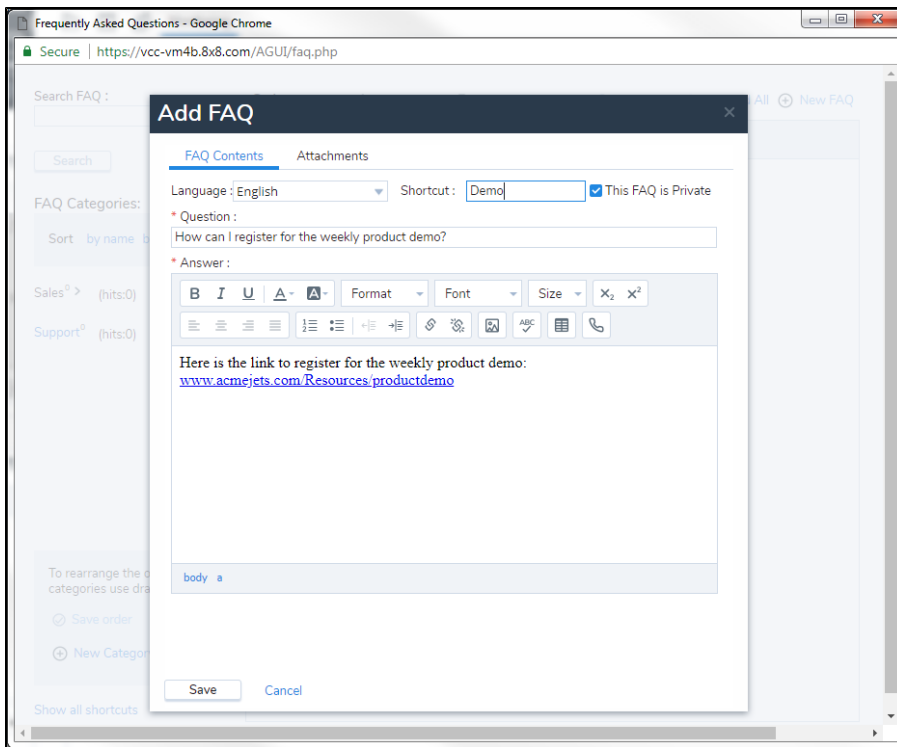 Frequently Asked Questions - Google Chrome
Secure | https://vcc-vm4b.8x8.com/AGUI/faq.php
Search FAQ :
All New FAQ
Add FAQ
Search
FAQ Contents Attachments
Language : English Shortcut : Demo This FAQ is Private
FAQ Categories:
* Question :
Sort by name b
How can I register for the weekly product demo?
* Answer :
Sales > (hits:0)
B I U A A Format Font Size X₂ x²
Support (hits:0)
ABC
Here is the link to register for the weekly product demo:
www.acmejets.com/Resources/productdemo
To rearrange the o
categories use dra
body a
Save order
New Categor
Save Cancel
Show all shortcuts